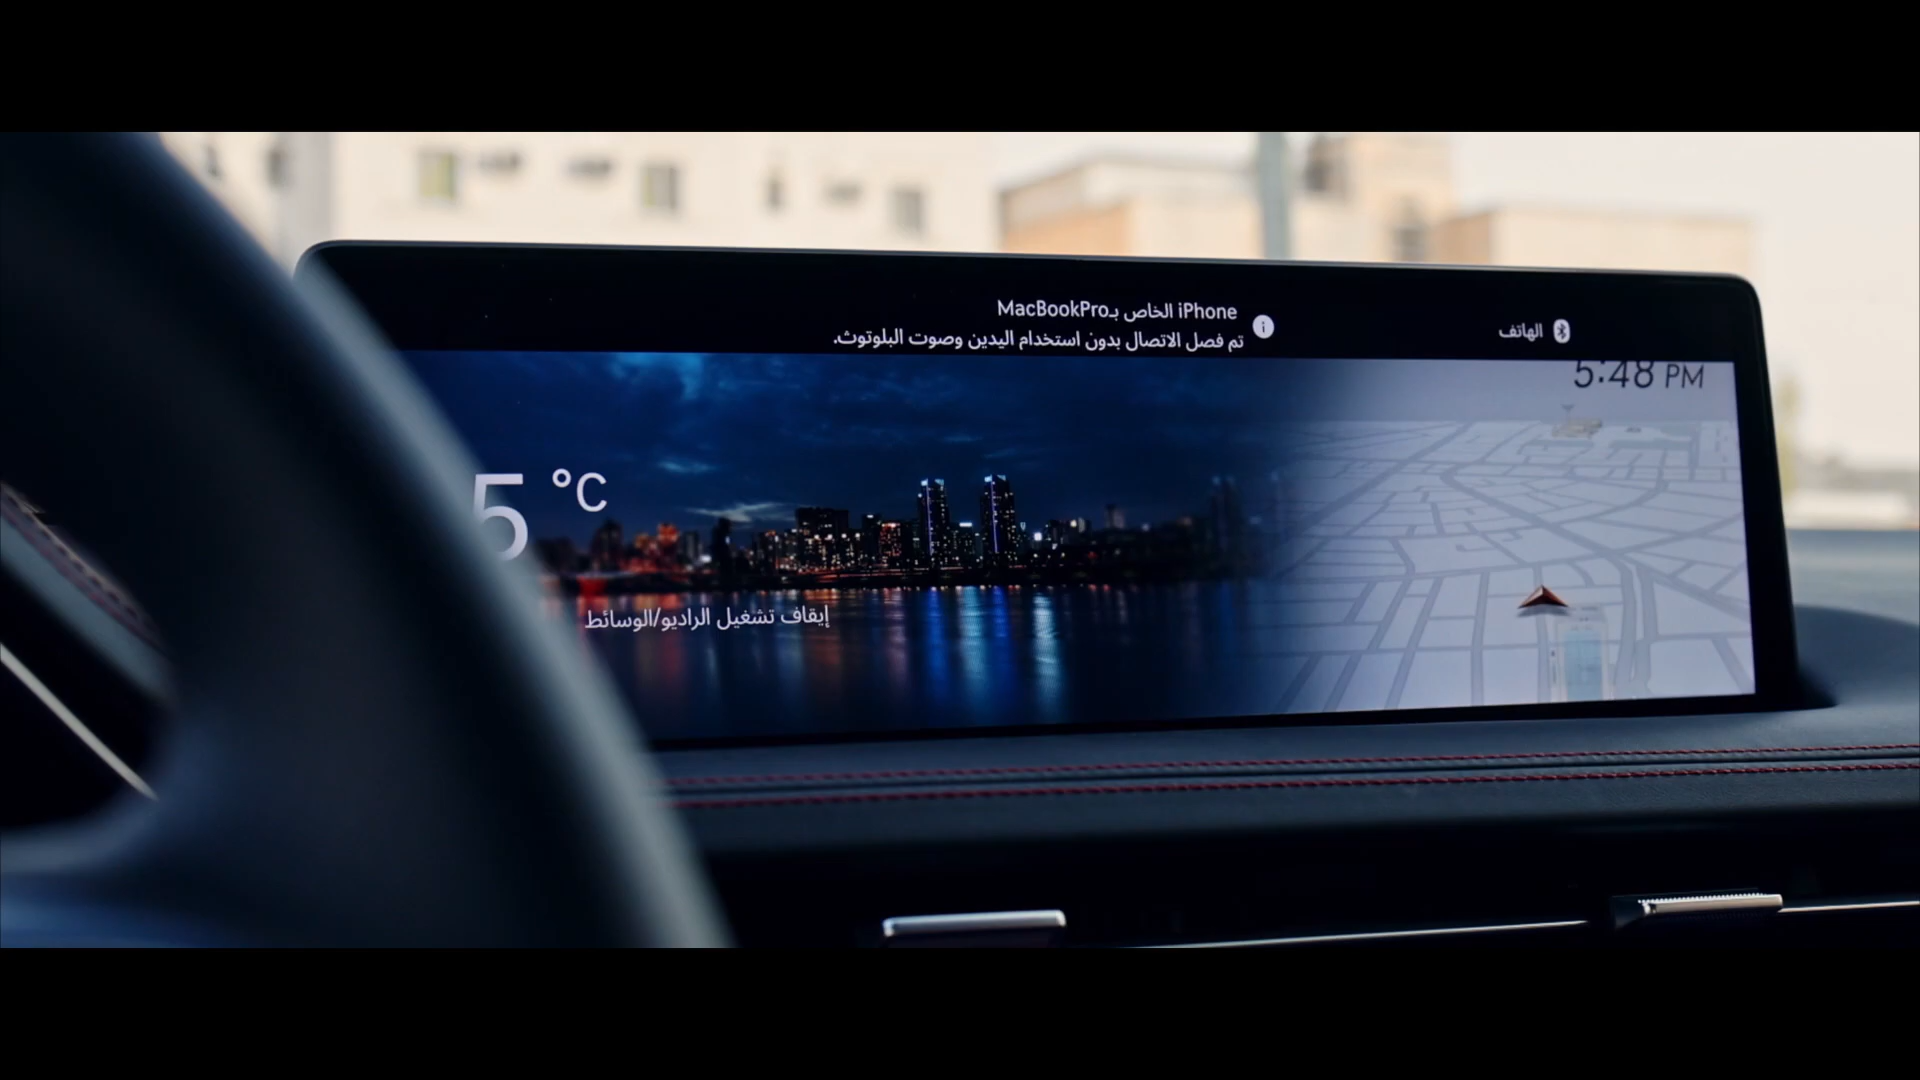 الهاتف
iPhone الخاص بـMacBookPro
تم فصل الاتصال بدون استخدام اليدين وصوت البلوتوث.
5:48 PM
5 °C
إيقاف تشغيل الراديو/الوسائط